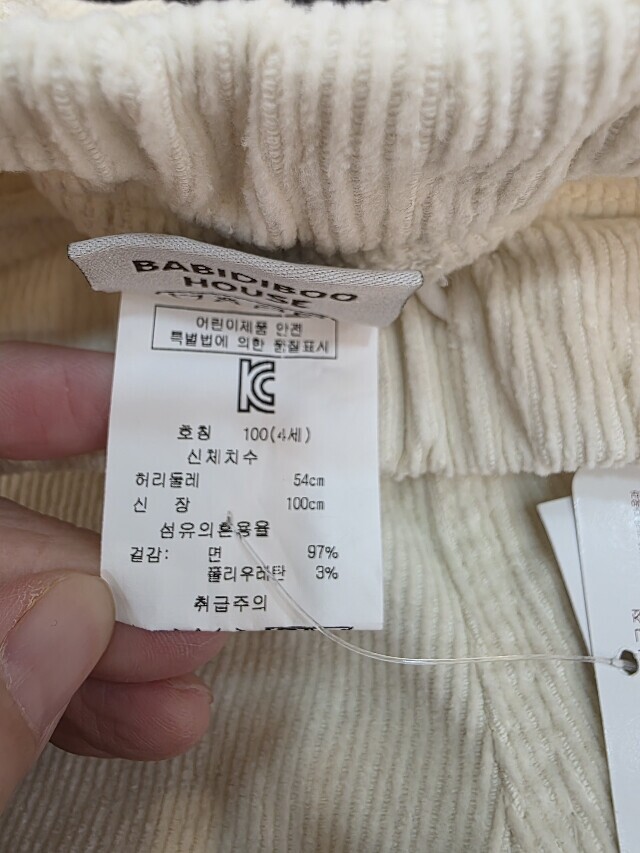 BABIDIBOO
HOUSE
어린이제품 안전
특별법에 의한 품질표시
KC
호칭 100(4세)
신체치수
허리둘레 54cm
신 장 100cm
섬유의혼용율
겉감: 면 97%
폴리우레탄 3%
취급주의